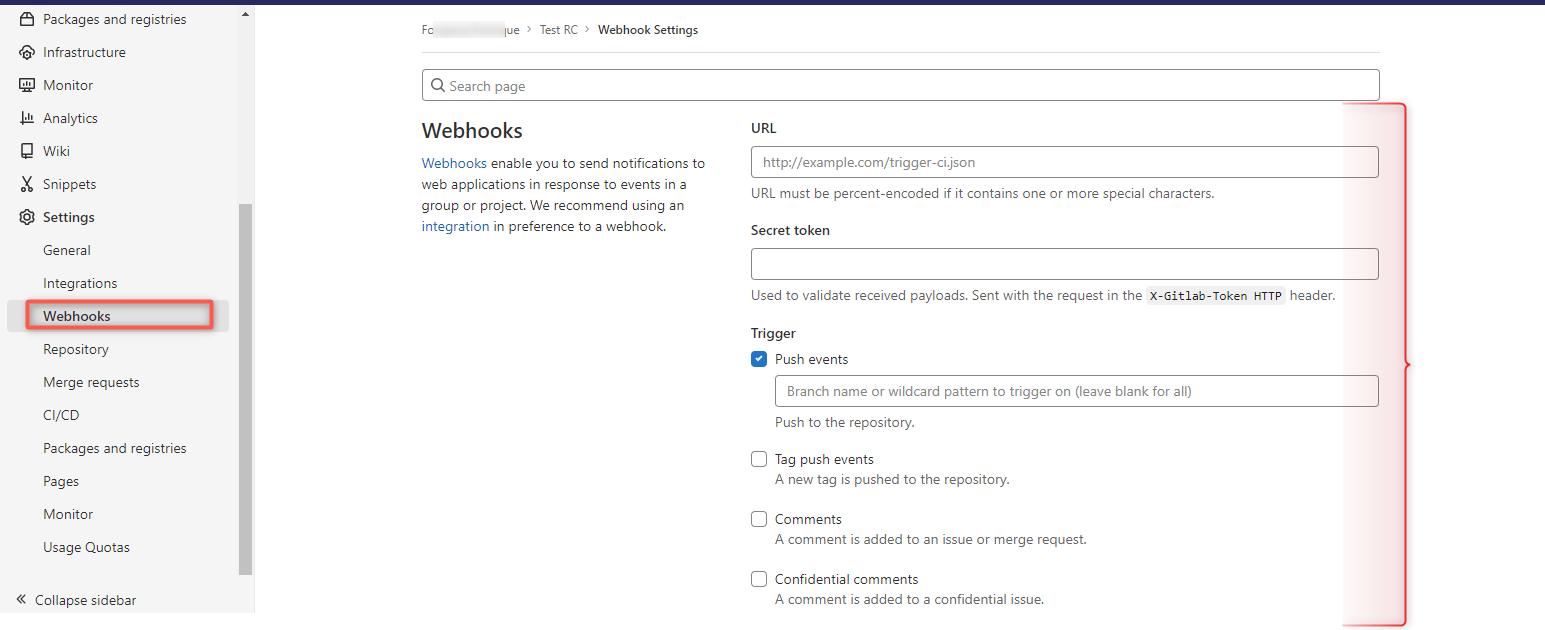 Packages and registries
Infrastructure
Monitor
Analytics
Wiki
Snippets
Settings
General
Integrations
Webhooks
Repository
Merge requests
CI/CD
Packages and registries
Pages
Monitor
Usage Quotas
Collapse sidebar
> Test RC > Webhook Settings
Search page
Webhooks
Webhooks enable you to send notifications to
web applications in response to events in a
group or project. We recommend using an
integration in preference to a webhook.
URL
http://example.com/trigger-ci.json
URL must be percent-encoded if it contains one or more special characters.
Secret token
Used to validate received payloads. Sent with the request in the X-Gitlab-Token HTTP header.
Trigger
Push events
Branch name or wildcard pattern to trigger on (leave blank for all)
Push to the repository.
Tag push events
A new tag is pushed to the repository.
Comments
A comment is added to an issue or merge request.
Confidential comments
A comment is added to a confidential issue.